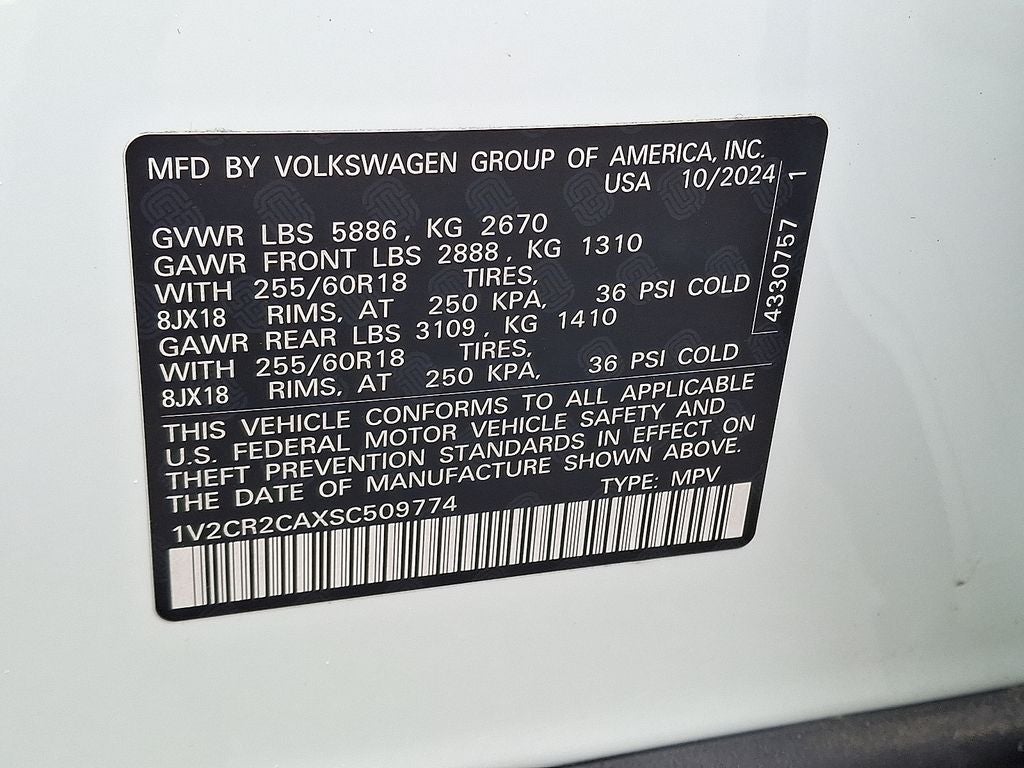 MFD BY VOLKSWAGEN GROUP OF AMERICA, INC.
USA 10/2024
GVWR LBS 5886, KG 2670
GAWR FRONT LBS 2888, KG 1310
WITH 255/60R18 TIRES,
8JX18 RIMS, AT 250 KPA, 36 PSI COLD
GAWR REAR LBS 3109, KG 1410
WITH 255/60R18 TIRES,
8JX18 RIMS, AT 250 KPA, 36 PSI COLD
THIS VEHICLE CONFORMS TO ALL APPLICABLE
U.S. FEDERAL MOTOR VEHICLE SAFETY AND
THEFT PREVENTION STANDARDS IN EFFECT ON
THE DATE OF MANUFACTURE SHOWN ABOVE.
1V2CR2CAXSC509774 TYPE: MPV
4330757 1